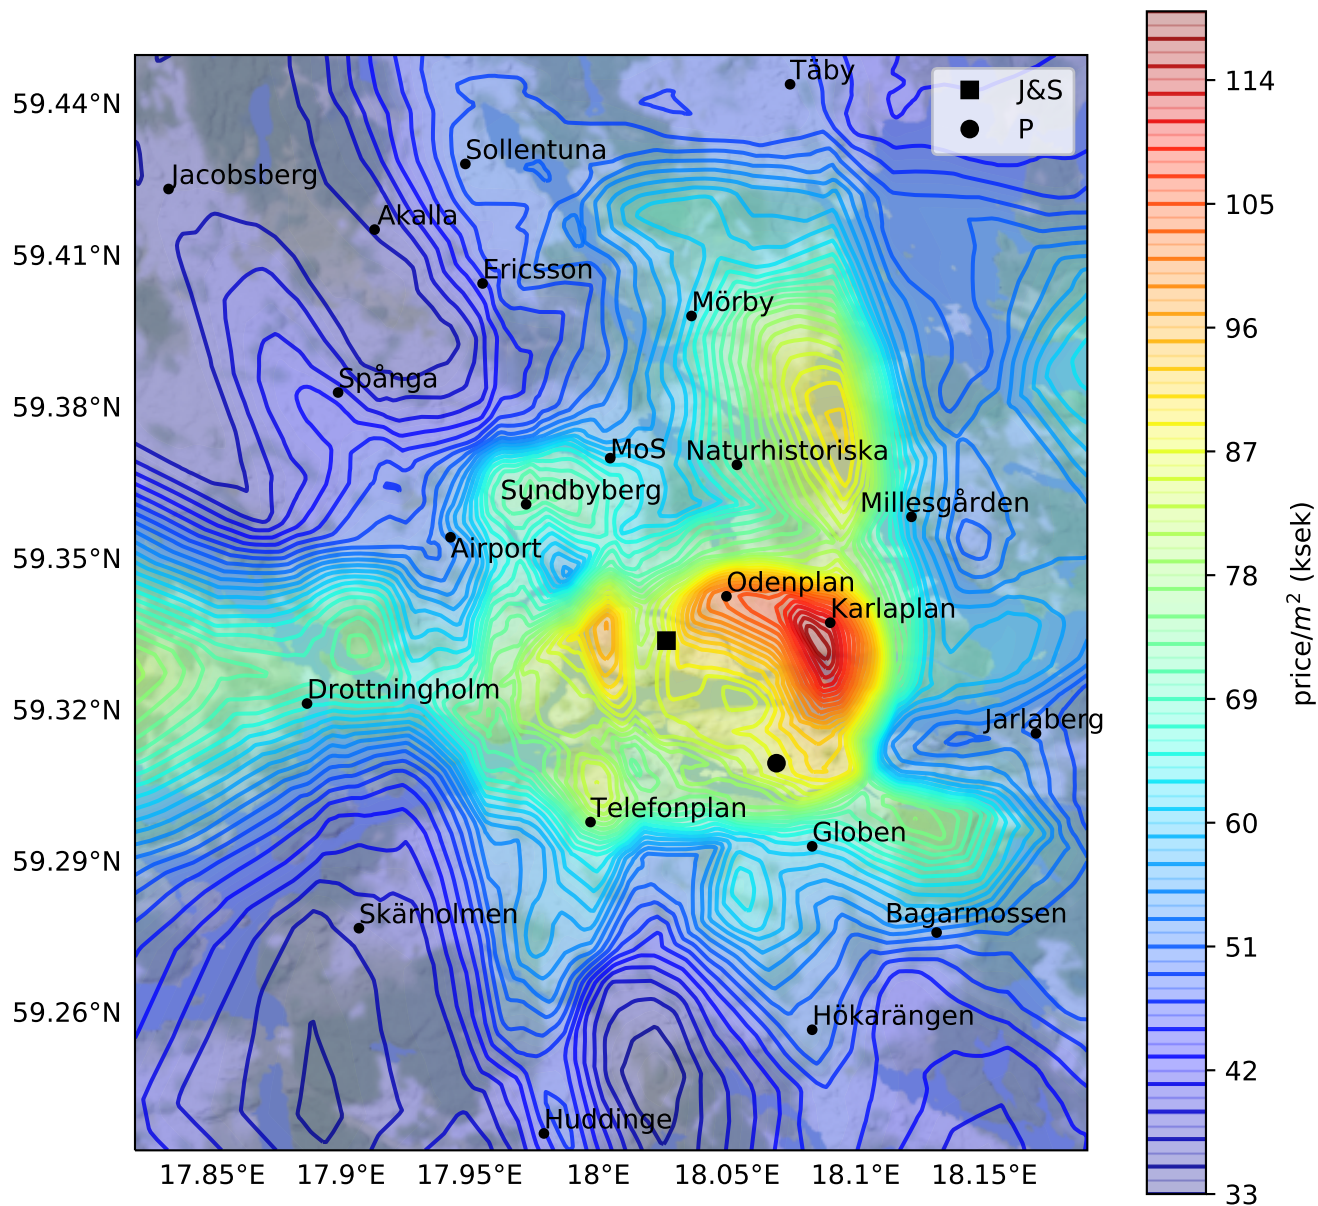 Täby
J&S
P
Sollentuna
Jacobsberg
Akalla
Ericsson
Mörby
Spånga
MoS
Naturhistoriska
Sundbyberg
Millesgården
Airport
Odenplan
Karlaplan
Drottningholm
Jarlaberg
Telefonplan
Globen
Skärholmen
Bagarmossen
Hökarängen
Huddinge
59.44°N
59.41°N
59.38°N
59.35°N
59.32°N
59.29°N
59.26°N
17.85°E 17.9°E 17.95°E 18°E 18.05°E 18.1°E 18.15°E
114
105
96
87
78
69
60
51
42
33
price/m² (ksek)